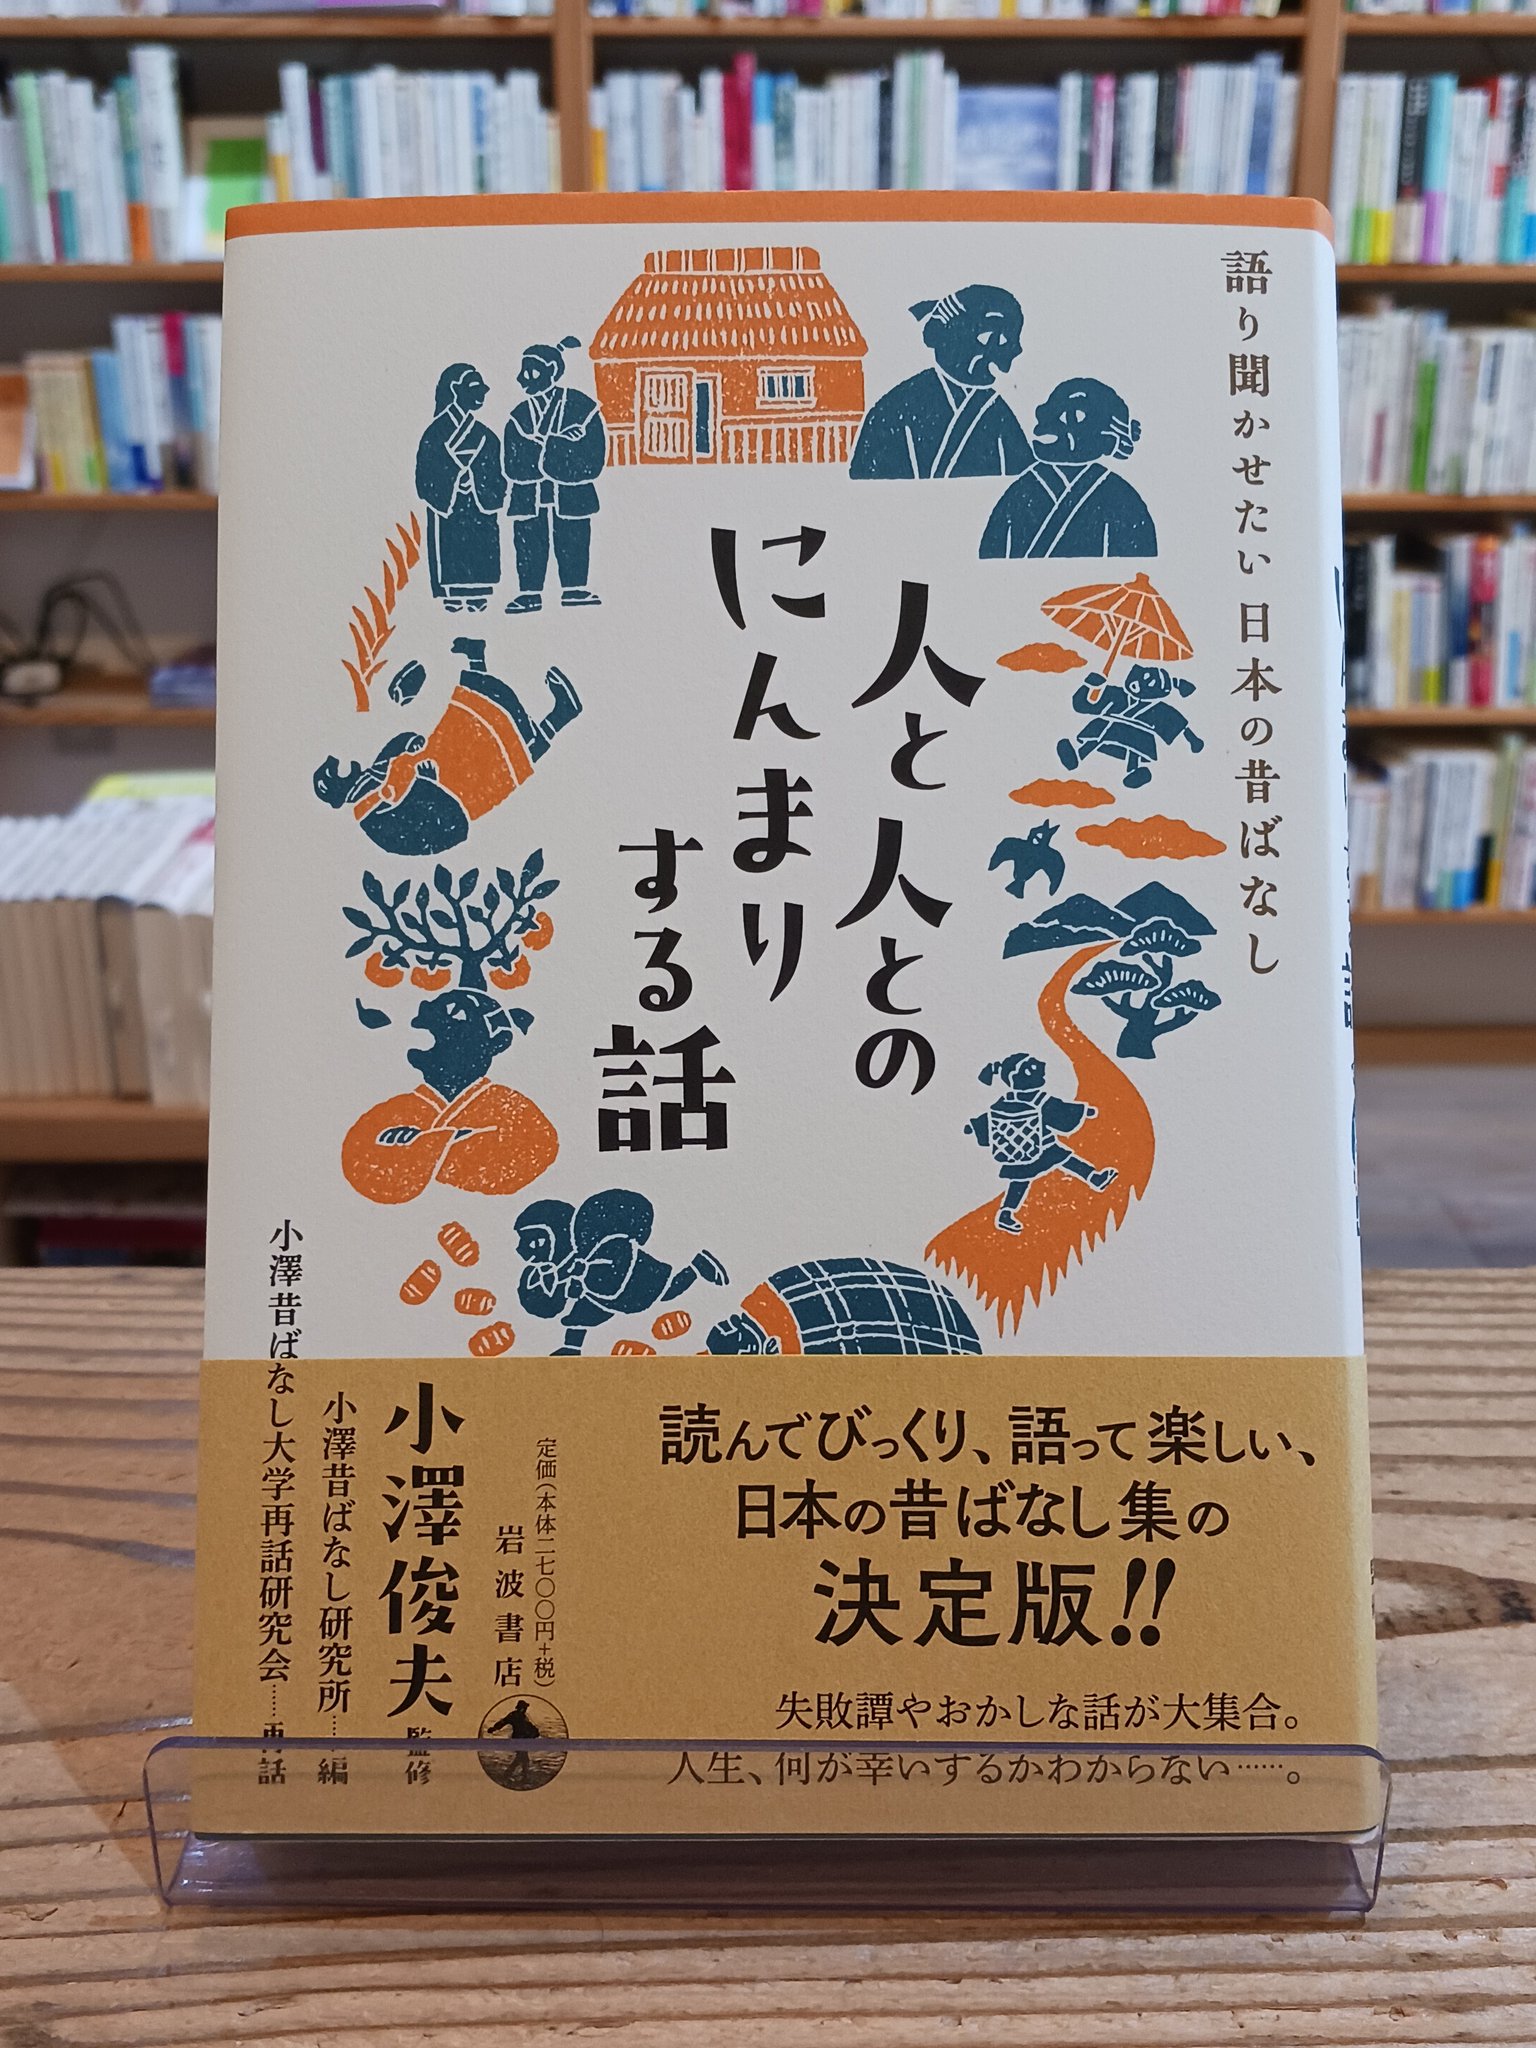 語り聞かせたい 日本の昔ばなし
人と人との
にんまり
する話
読んでびっくり、語って楽しい、
日本の昔ばなし集の
決定版!!
失敗譚やおかしな話が大集合。
人生、何が幸いするかわからない……。
定価(本体二七〇〇円+税)
岩波書店
小澤俊夫 監修
小澤昔ばなし研究所……編
小澤昔ばなし大学再話研究会……再話